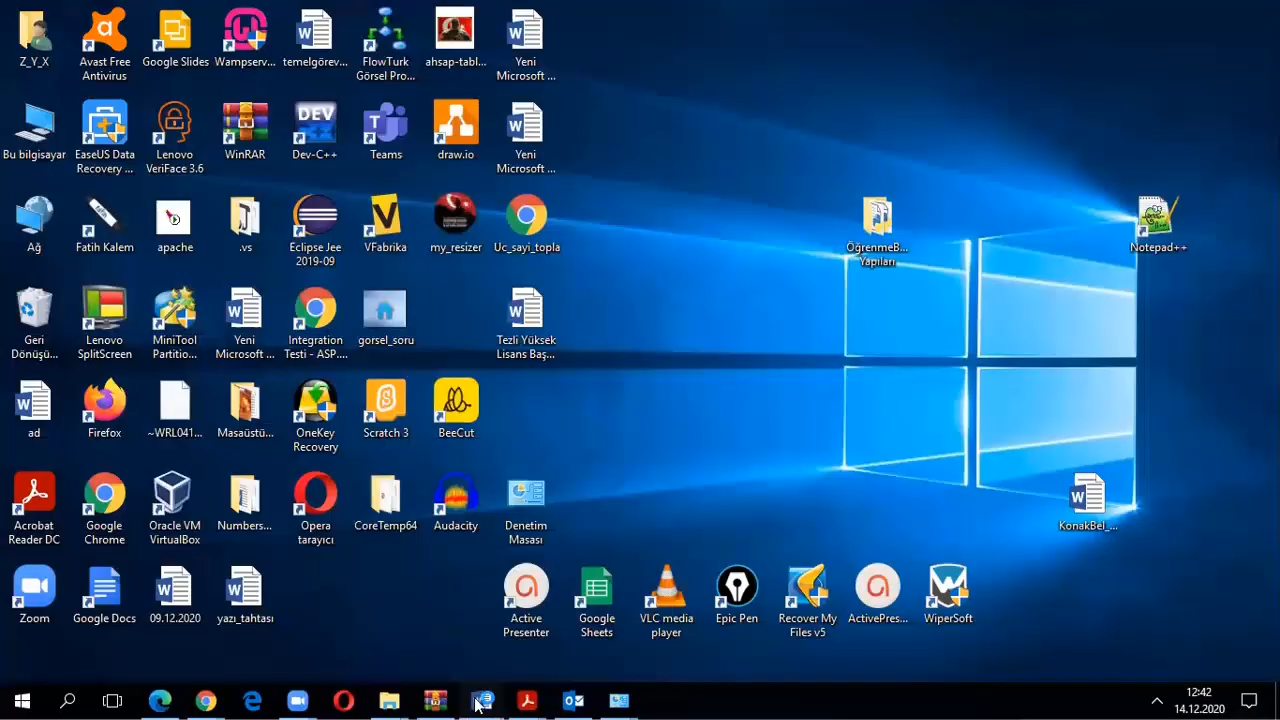 Z_Y_X
Avast Free
Antivirus
Google Slides
Wampserv...
temelgörev...
FlowTurk
Görsel Pro...
ahsap-tabl...
Yeni
Microsoft ...
Bu bilgisayar
EaseUS Data
Recovery ...
Lenovo
VeriFace 3.6
WinRAR
DEV
Dev-C++
Teams
draw.io
Yeni
Microsoft ...
Ağ
Fatih Kalem
apache
.vs
Eclipse Jee
2019-09
VFabrika
my_resizer
Uc_sayi_topla
ÖğrenmeB...
Yapıları
Notepad++
Geri
Dönüşü...
Lenovo
SplitScreen
MiniTool
Partitio...
Yeni
Microsoft ...
Integration
Testi - ASP....
gorsel_soru
Tezli Yüksek
Lisans Baş...
ad
Firefox
~WRL041...
Masaüstü...
OneKey
Recovery
Scratch 3
BeeCut
Acrobat
Reader DC
Google
Chrome
Oracle VM
VirtualBox
Numbers...
Opera
tarayıcı
CoreTemp64
Audacity
Denetim
Masası
KonakBel_...
Zoom
Google Docs
09.12.2020
yazı_tahtası
Active
Presenter
Google
Sheets
VLC media
player
Epic Pen
Recover My
Files v5
ActivePres...
WiperSoft
12:42
14.12.2020